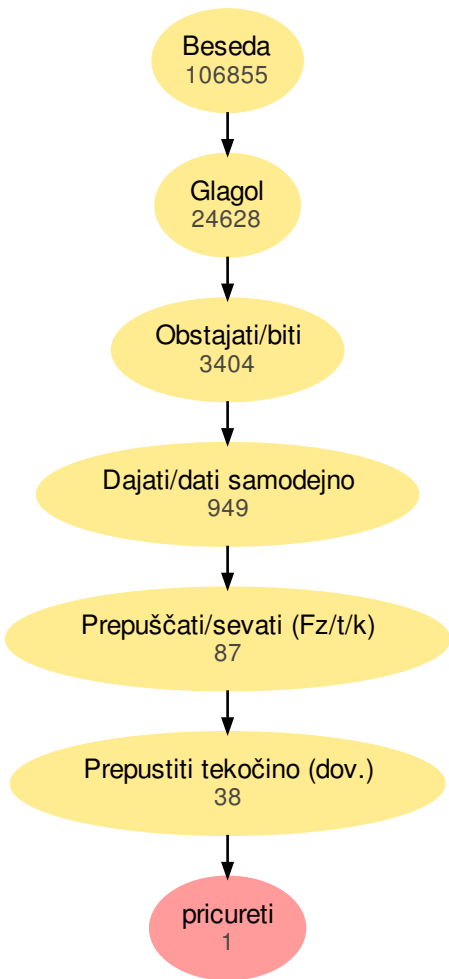 Beseda
106855
Glagol
24628
Obstajati/biti
3404
Dajati/dati samodejno
949
Prepuščati/sevati (Fz/t/k)
87
Prepustiti tekočino (dov.)
38
pricureti
1